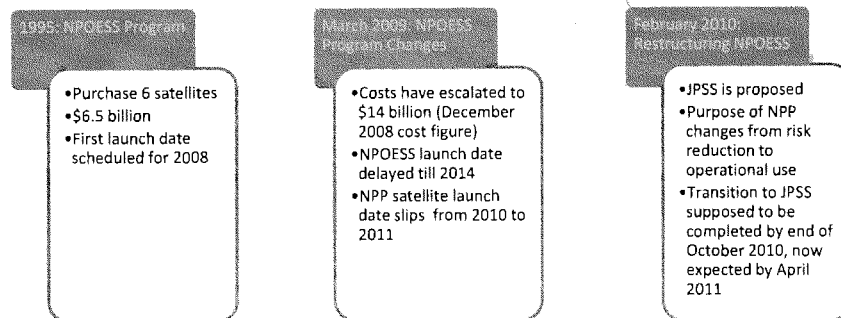 1995: NPOESS Program
•Purchase 6 satellites
•$6.5 billion
•First launch date
scheduled for 2008
March 2009: NPOESS
Program Changes
•Costs have escalated to
$14 billion (December
2008 cost figure)
•NPOESS launch date
delayed till 2014
•NPP satellite launch
date slips from 2010 to
2011
February 2010:
Restructuring NPOESS
•JPSS is proposed
•Purpose of NPP
changes from risk
reduction to
operational use
•Transition to JPSS
supposed to be
completed by end of
October 2010, now
expected by April
2011